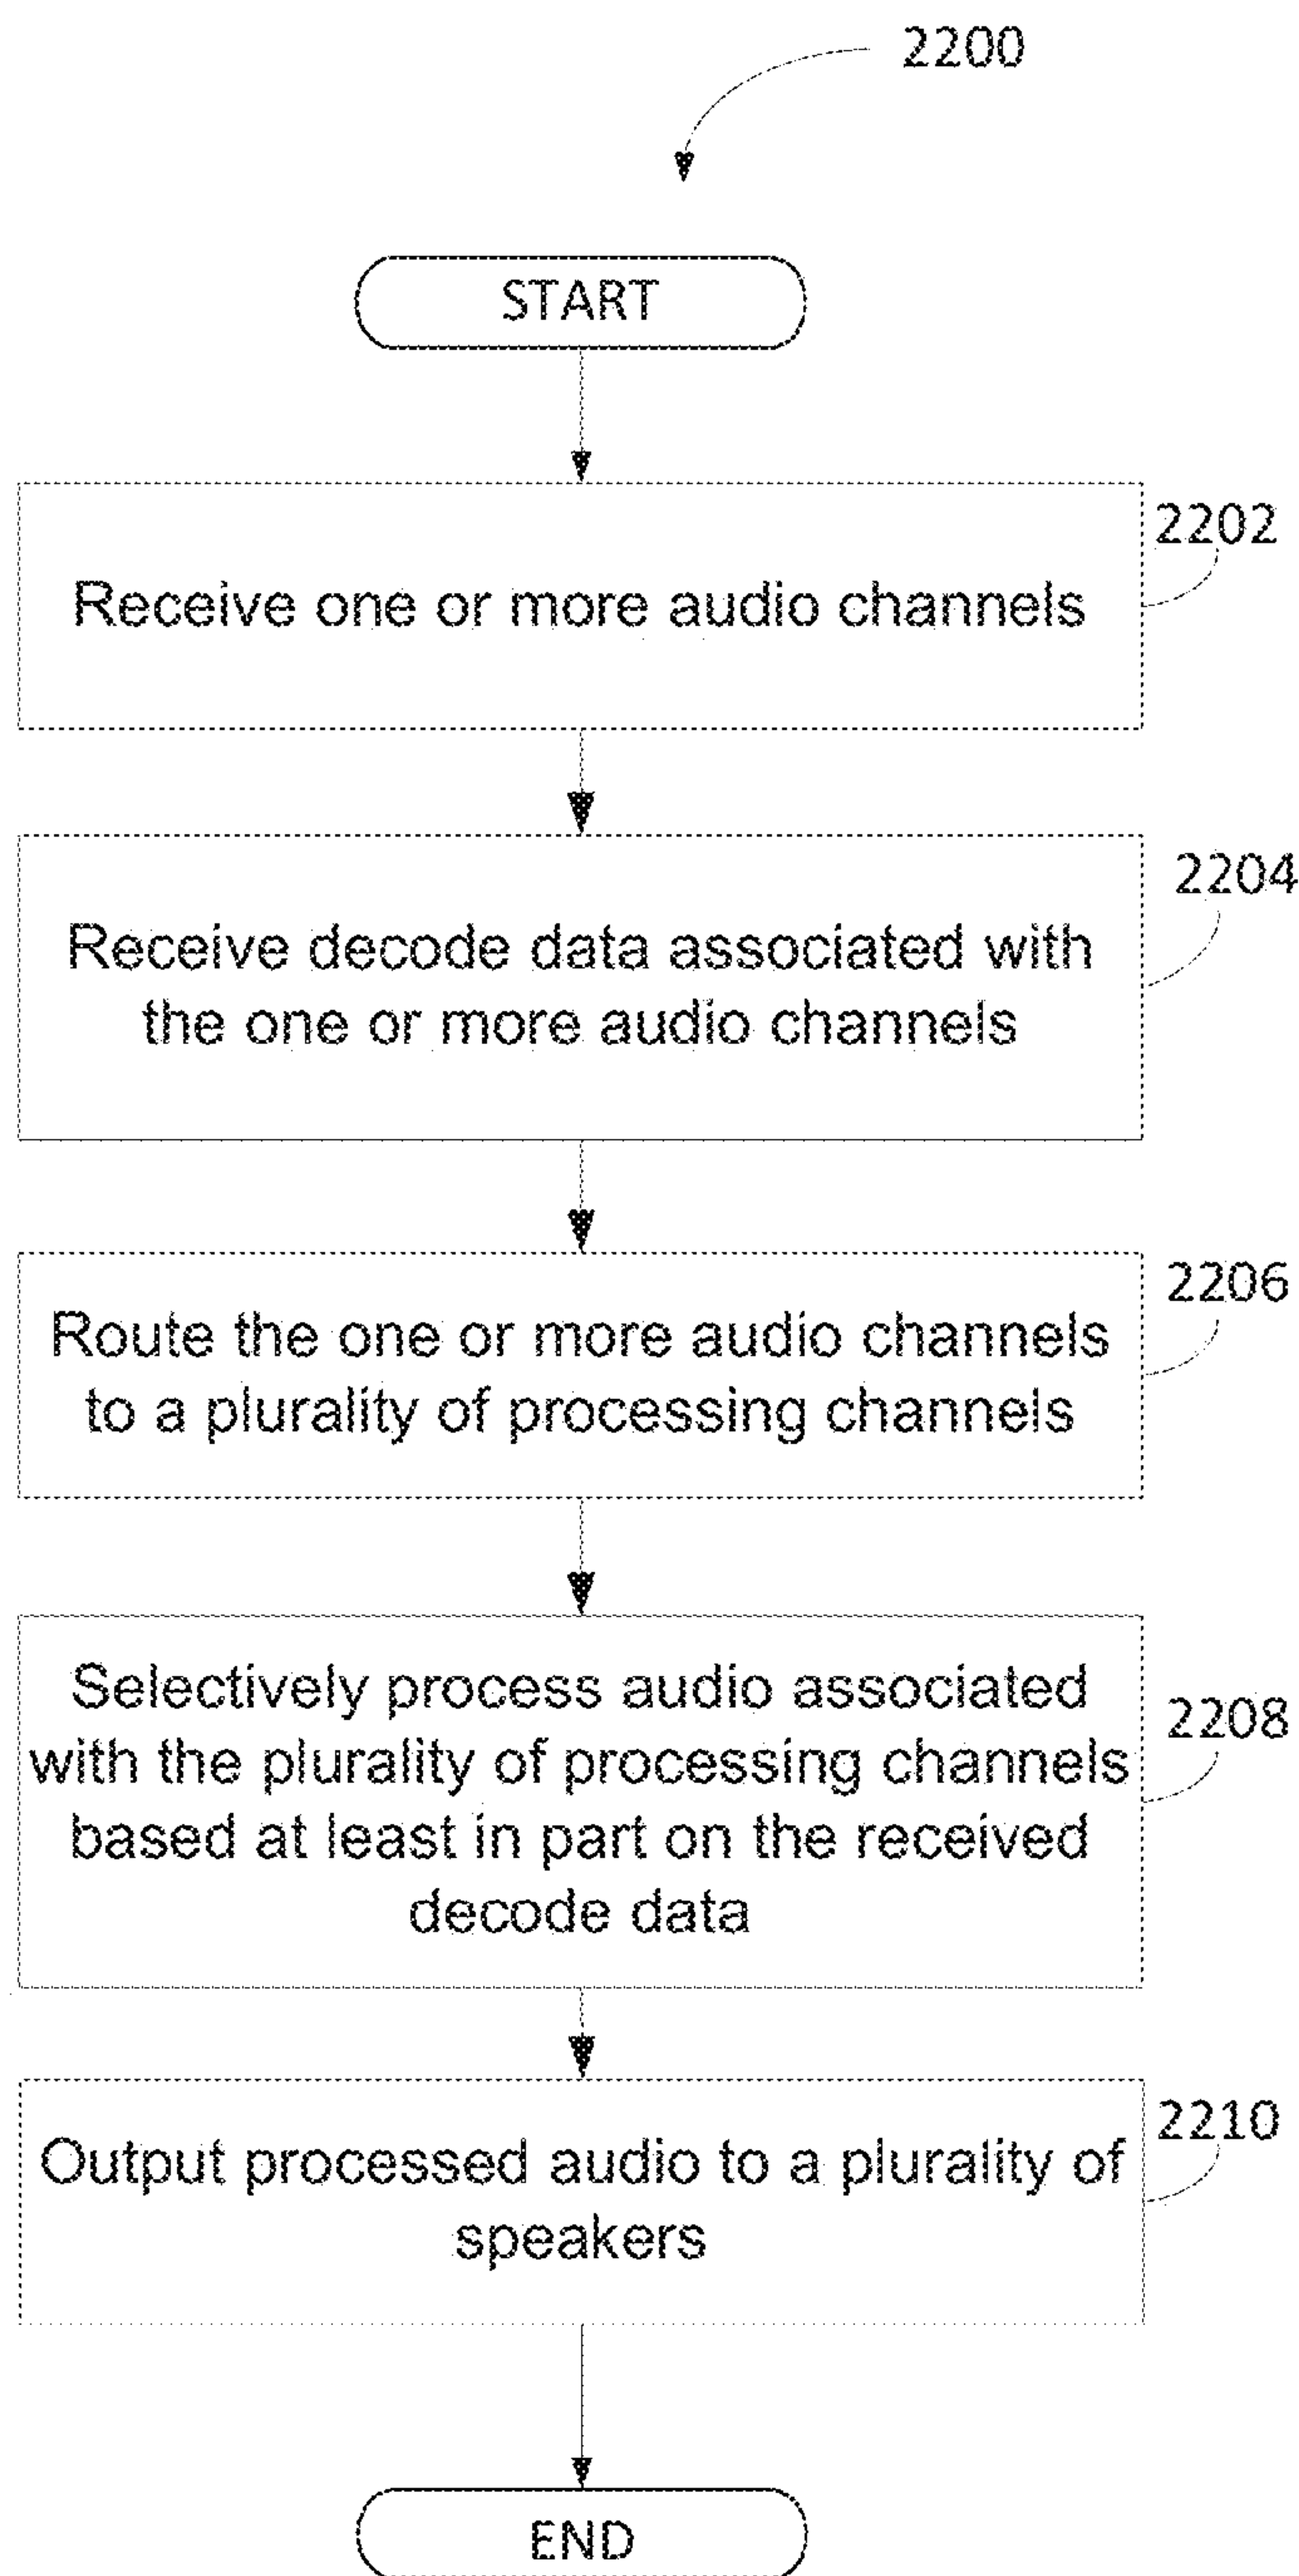 2200
START
2202
Receive one or more audio channels
2204
Receive decode data associated with
the one or more audio channels
2206
Route the one or more audio channels
to a plurality of processing channels
2208
Selectively process audio associated
with the plurality of processing channels
based at least in part on the received
decode data
2210
Output processed audio to a plurality of
speakers
END